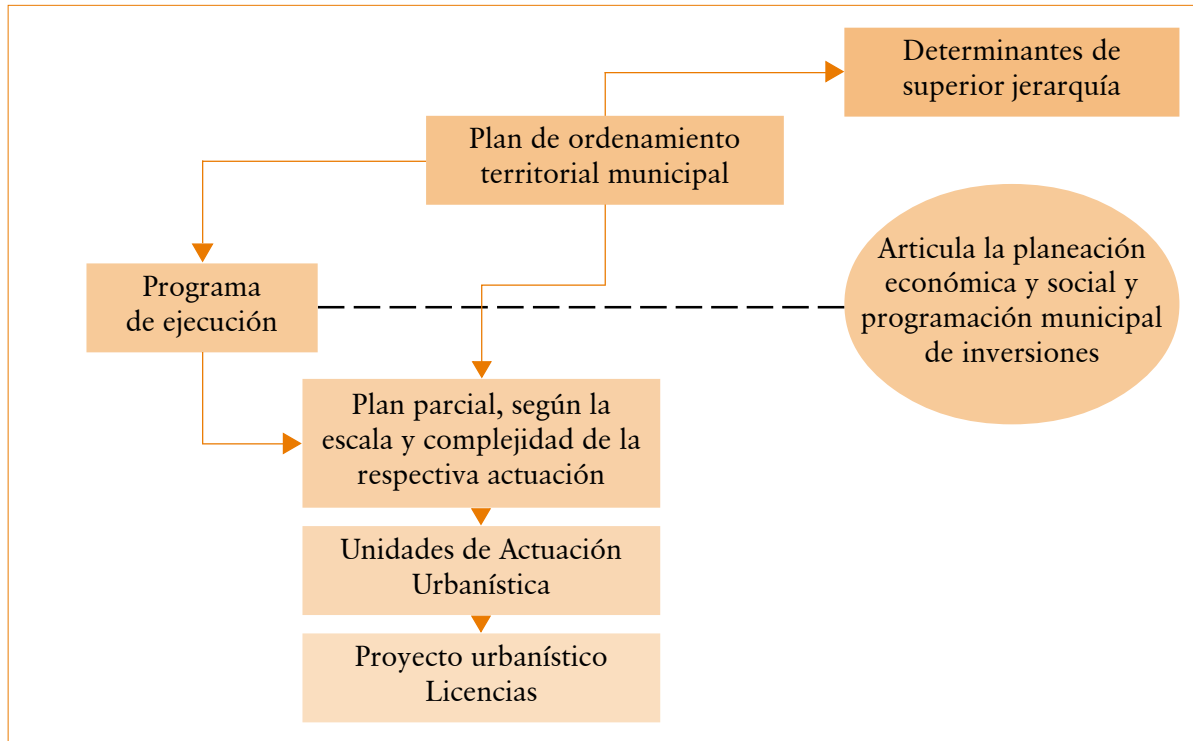 Determinantes de
superior jerarquía
Plan de ordenamiento
territorial municipal
Articula la planeación
económica y social y
programación municipal
de inversiones
Programa
de ejecución
Plan parcial, según la
escala y complejidad de la
respectiva actuación
Unidades de Actuación
Urbanística
Proyecto urbanístico
Licencias